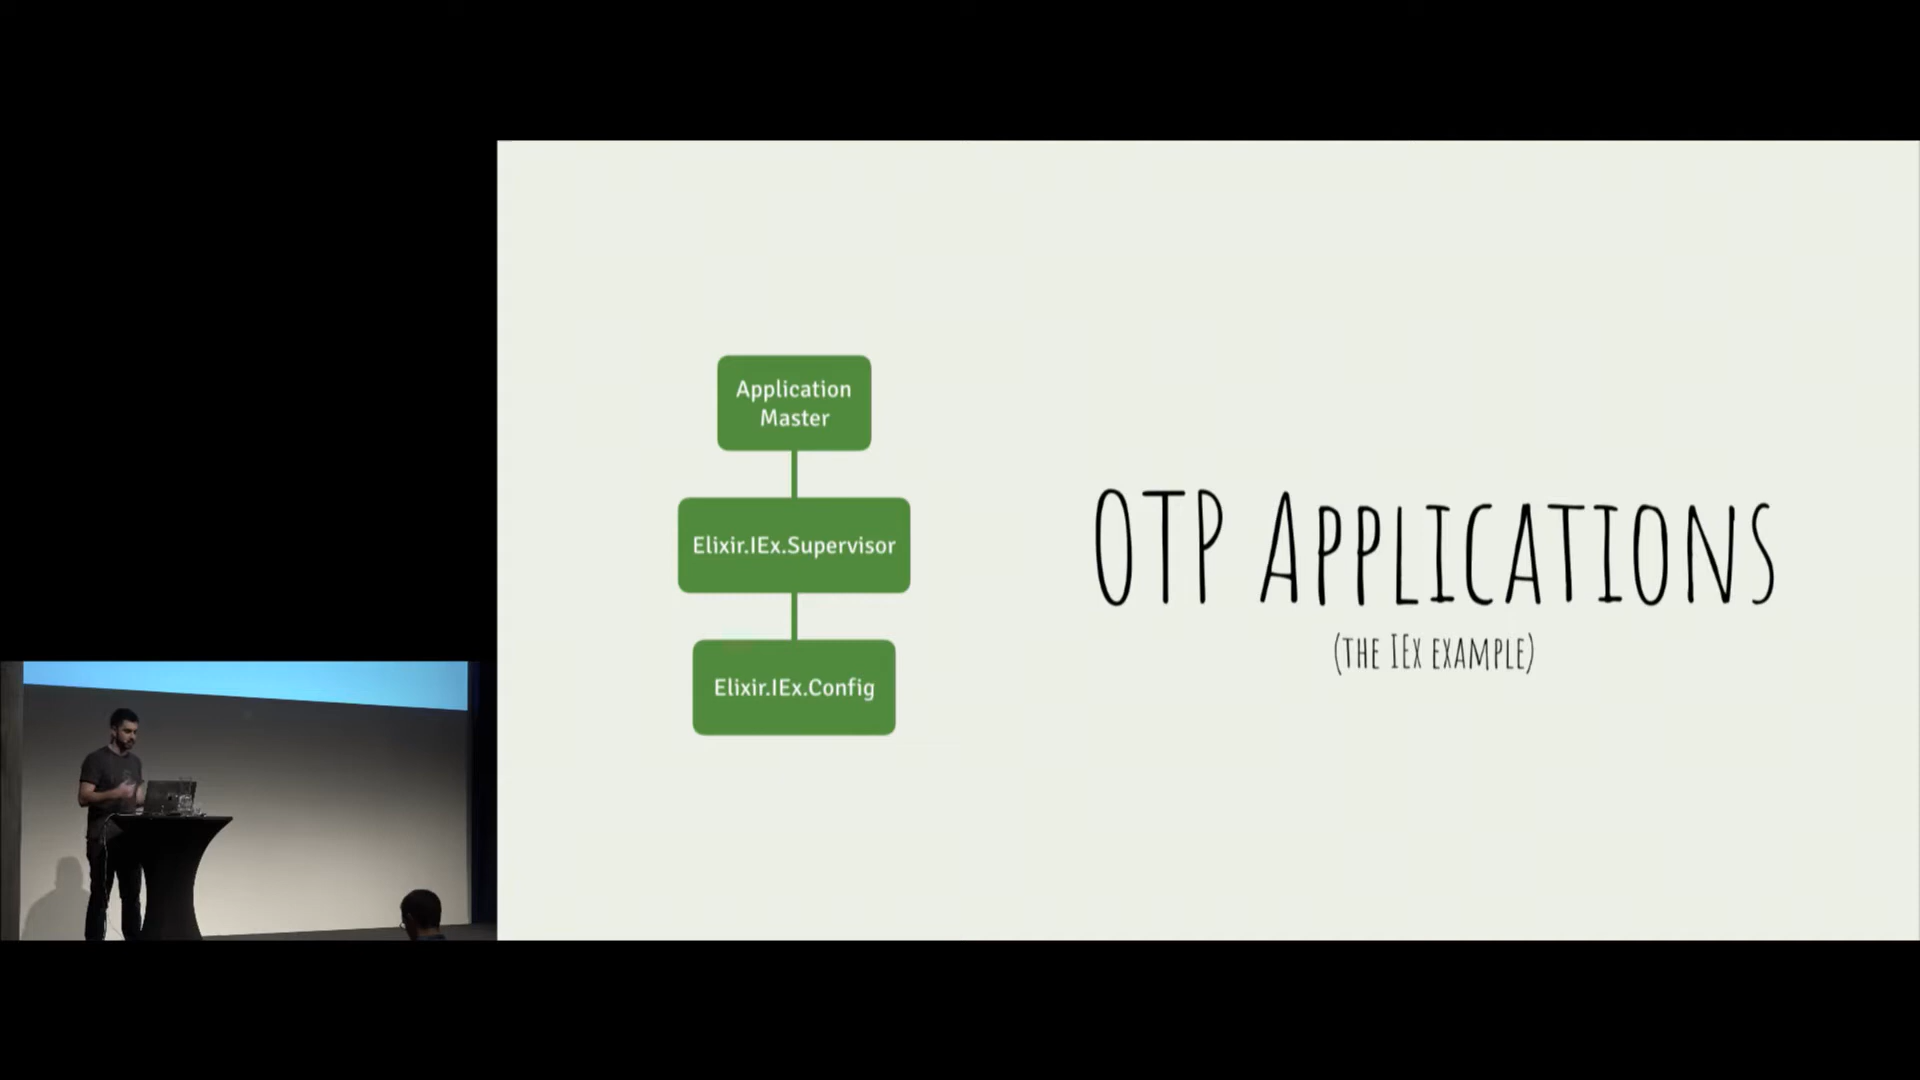 Application
Master
Elixir.IEx.Supervisor
Elixir.IEx.Config
OTP Applications
(the IEx example)